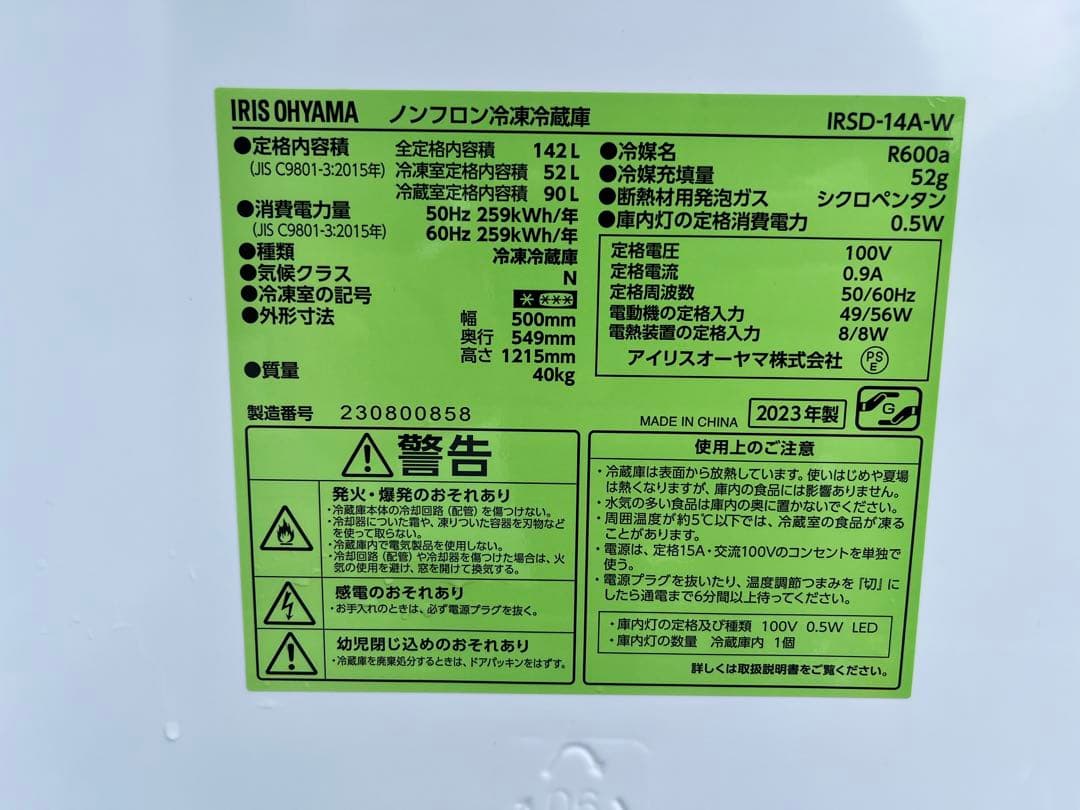 IRIS OHYAMA ノンフロン冷凍冷蔵庫 IRSD-14A-W
●定格内容積 全定格内容積 142L
(JIS C9801-3:2015年) 冷凍室定格内容積 52L
冷蔵室定格内容積 90L
●消費電力量 50Hz 259kWh/年
(JIS C9801-3:2015年) 60Hz 259kWh/年
●種類 冷凍冷蔵庫
●気候クラス N
●冷凍室の記号
●外形寸法 幅 500mm
奥行 549mm
高さ 1215mm
●質量 40kg
●冷媒名 R600a
●冷媒充填量 52g
●断熱材用発泡ガス シクロペンタン
●庫内灯の定格消費電力 0.5W
定格電圧 100V
定格電流 0.9A
定格周波数 50/60Hz
電動機の定格入力 49/56W
電熱装置の定格入力 8/8W
アイリスオーヤマ株式会社 PSE
製造番号 230800858
MADE IN CHINA 2023年製 G
警告
発火・爆発のおそれあり
・冷蔵庫本体の冷却回路(配管)を傷つけない。
・冷却器についた霜や、凍りついた容器を刃物など
を使って取らない。
・冷蔵庫内で電気製品を使用しない。
・冷却回路(配管)や冷却器を傷つけた場合は、火
気の使用を避け、窓を開けて換気する。
感電のおそれあり
・お手入れのときは、必ず電源プラグを抜く。
幼児閉じ込めのおそれあり
・冷蔵庫を廃棄処分するときは、ドアパッキンをはずす。
使用上のご注意
・冷蔵庫は表面から放熱しています。使いはじめや夏場
は熱くなりますが、庫内の食品には影響ありません。
・水気の多い食品は庫内の奥に置かないでください。
・周囲温度が約5℃以下では、冷蔵室の食品が凍る
ことがあります。
・電源は、定格15A・交流100Vのコンセントを単独で
使う。
・電源プラグを抜いたり、温度調節つまみを『切』に
したら通電まで6分間以上待ってください。
・庫内灯の定格及び種類 100V 0.5W LED
・庫内灯の数量 冷蔵庫内 1個
詳しくは取扱説明書をご覧ください。
06